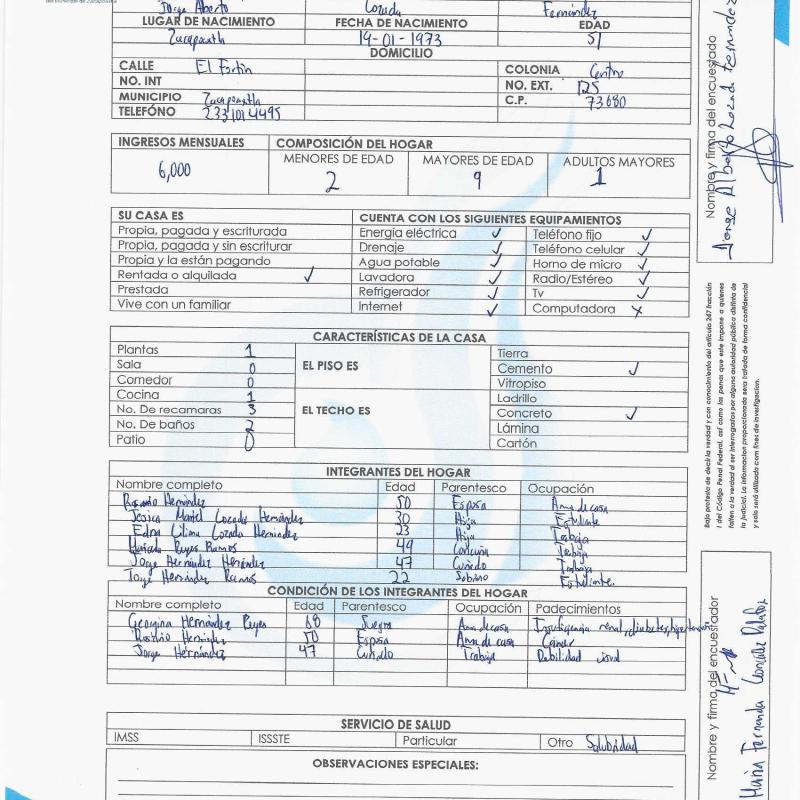 Jorge Alberto Lozada Fernández
LUGAR DE NACIMIENTO FECHA DE NACIMIENTO EDAD
Zacapoaxtla 19-01-1973 51
DOMICILIO
CALLE El Fortín COLONIA Centro
NO. INT NO. EXT. 125
MUNICIPIO Zacapoaxtla C.P. 73680
TELEFÓNO 2331014495
INGRESOS MENSUALES COMPOSICIÓN DEL HOGAR
6,000 MENORES DE EDAD MAYORES DE EDAD ADULTOS MAYORES
2 9 1
SU CASA ES CUENTA CON LOS SIGUIENTES EQUIPAMIENTOS
Propia, pagada y escriturada Energía eléctrica ✓ Teléfono fijo ✓
Propia, pagada y sin escriturar Drenaje ✓ Teléfono celular ✓
Propia y la están pagando Agua potable ✓ Horno de micro ✓
Rentada o alquilada ✓ Lavadora ✓ Radio/Estéreo ✓
Prestada Refrigerador ✓ Tv ✓
Vive con un familiar Internet ✓ Computadora x
CARACTERÍSTICAS DE LA CASA
Plantas 1 EL PISO ES Tierra
Sala 0 Cemento ✓
Comedor 0 Vitropiso
Cocina 1 EL TECHO ES Ladrillo
No. De recamaras 3 Concreto ✓
No. De baños 2 Lámina
Patio 0 Cartón
INTEGRANTES DEL HOGAR
Nombre completo Edad Parentesco Ocupación
Rosario Hernández 50 Esposa Ama de casa
Jesica Lozada Hernández 30 Hija Estudiante
Edna Liliana Lozada Hernández 23 Hija Trabaja
Reyes Ramos 49 Concuña Trabaja
Jorge Hernández Hernández 47 Cuñado Trabaja
Jorge Hernández Ramos 22 Sobrino Estudiante
CONDICIÓN DE LOS INTEGRANTES DEL HOGAR
Nombre completo Edad Parentesco Ocupación Padecimientos
Georgina Hernández Reyes 68 Suegra Ama de casa Insuficiencia renal, diabetes, hipertensión
Rosario Hernández 50 Esposa Ama de casa Cáncer
Jorge Hernández 47 Cuñado Trabaja Debilidad visual
SERVICIO DE SALUD
IMSS ISSSTE Particular Otro Salubridad
OBSERVACIONES ESPECIALES:
Nombre y firma del encuestado
Jorge Alberto Lozada Fernández
Bajo protesta de decir la verdad y con conocimiento del artículo 247 fracción
I del Código Penal Federal, así como las penas que este impone a quienes
falten a la verdad al ser interrogados por alguna autoridad pública distinta de
la judicial. La información proporcionada sera tratada de forma confidencial
y solo será utilizada con fines de investigación.
Nombre y firma del encuestador
María Fernanda González